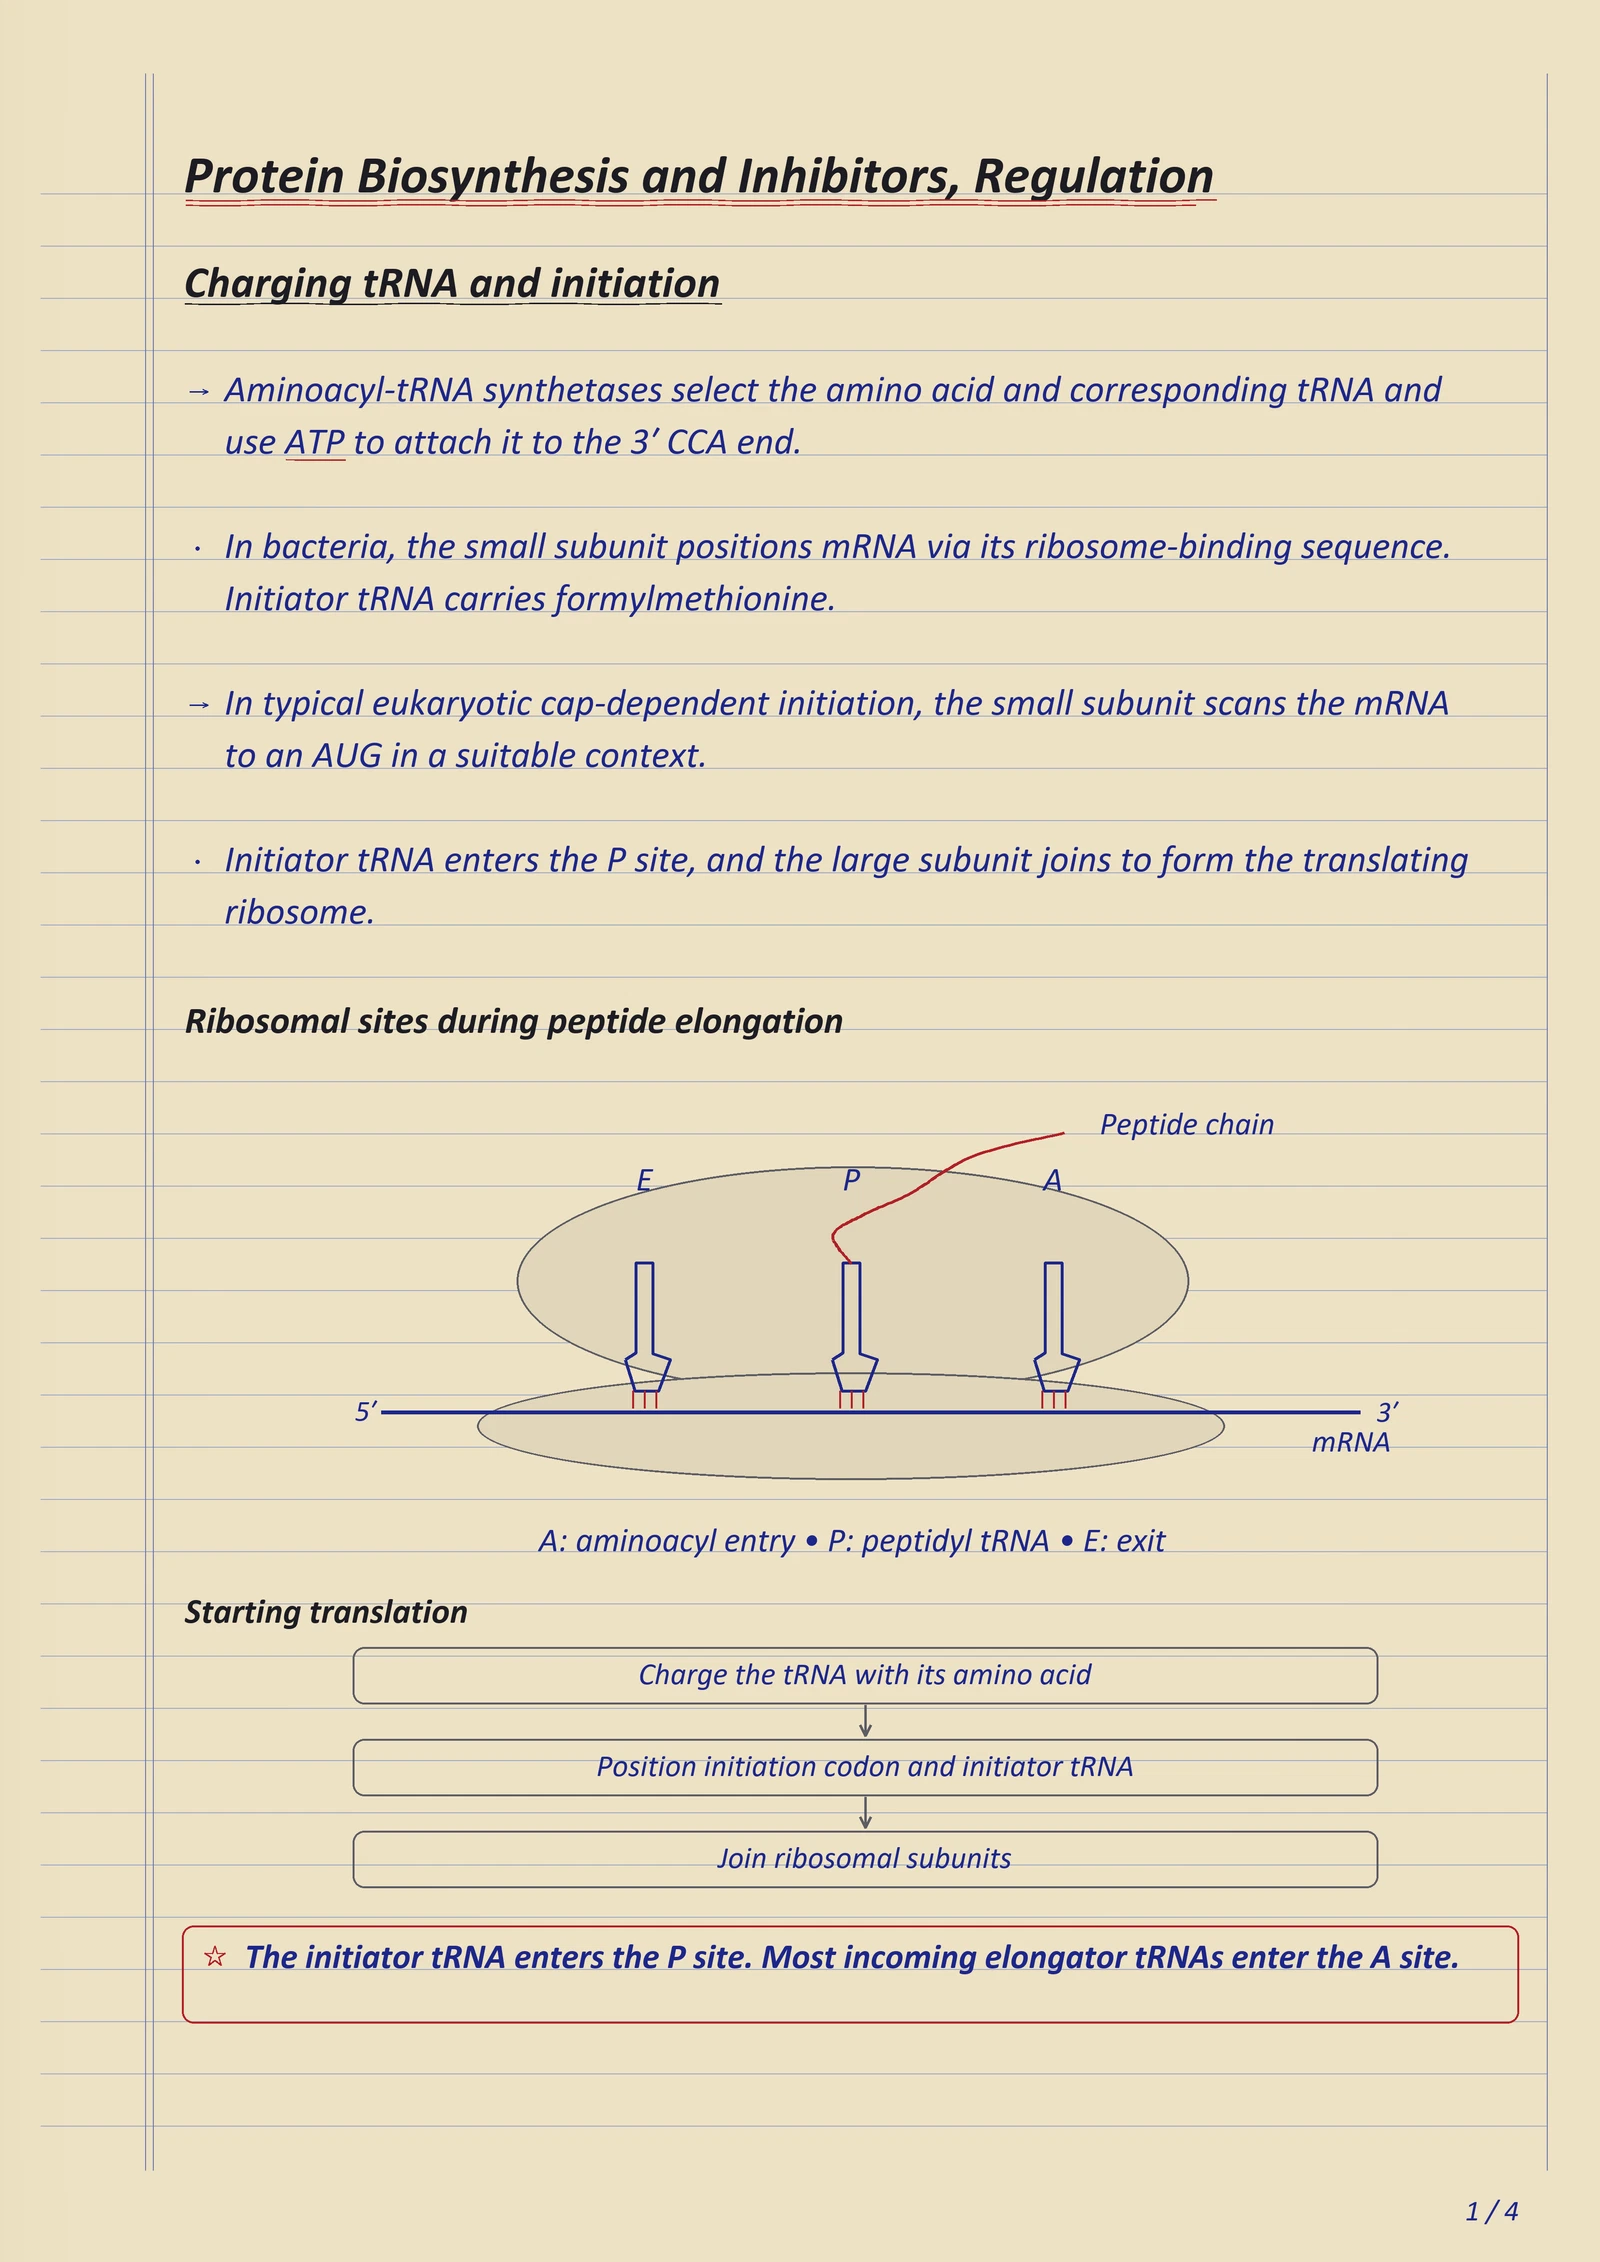 Protein Biosynthesis and Inhibitors, Regulation
Charging tRNA and initiation
→ Aminoacyl-tRNA synthetases select the amino acid and corresponding tRNA and
use ATP to attach it to the 3′ CCA end.
· In bacteria, the small subunit positions mRNA via its ribosome-binding sequence.
Initiator tRNA carries formylmethionine.
→ In typical eukaryotic cap-dependent initiation, the small subunit scans the mRNA
to an AUG in a suitable context.
· Initiator tRNA enters the P site, and the large subunit joins to form the translating
ribosome.
Ribosomal sites during peptide elongation
Peptide chain
E P A
5′ 3′
mRNA
A: aminoacyl entry • P: peptidyl tRNA • E: exit
Starting translation
Charge the tRNA with its amino acid
Position initiation codon and initiator tRNA
Join ribosomal subunits
☆ The initiator tRNA enters the P site. Most incoming elongator tRNAs enter the A site.
1 / 4